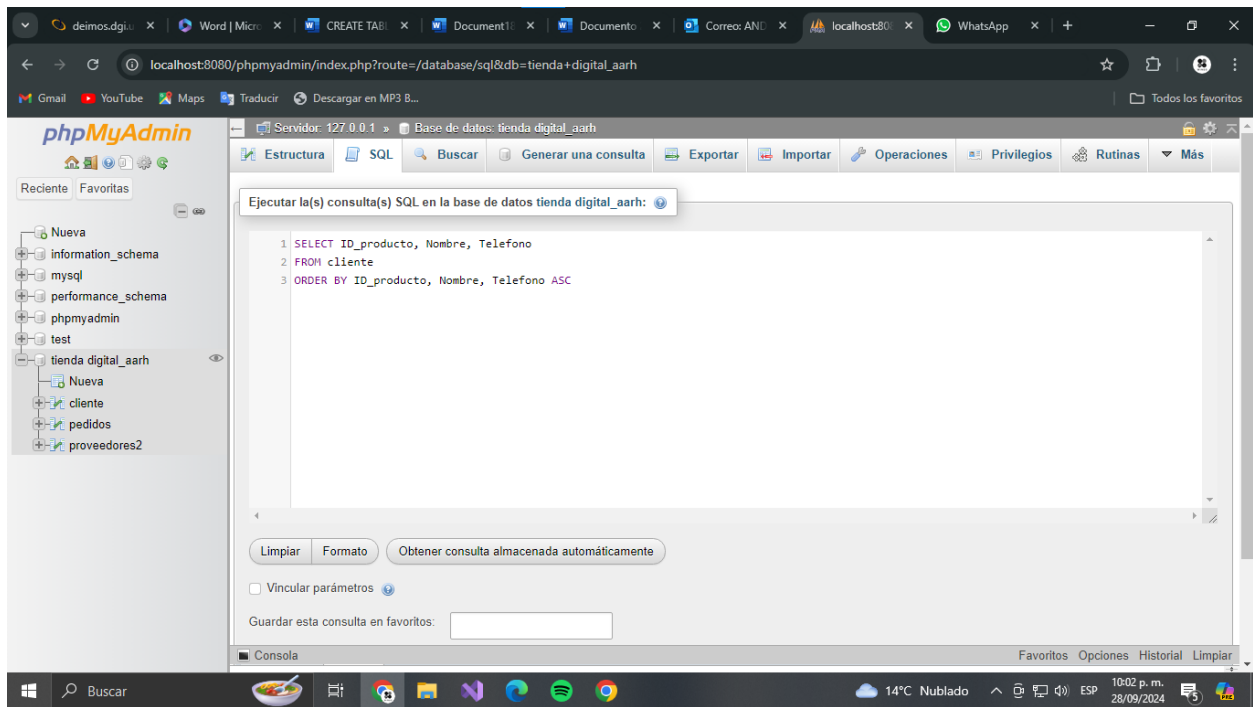 deimos.dgi.u
Word | Micro
CREATE TABL
Document18
Documento
Correo: AND
localhost:808
WhatsApp
localhost:8080/phpmyadmin/index.php?route=/database/sql&db=tienda+digital_aarh
Gmail YouTube Maps Traducir Descargar en MP3 B... Todos los favoritos
phpMyAdmin
Reciente Favoritas
Nueva
information_schema
mysql
performance_schema
phpmyadmin
test
tienda digital_aarh
Nueva
cliente
pedidos
proveedores2
Servidor: 127.0.0.1 » Base de datos: tienda digital_aarh
Estructura SQL Buscar Generar una consulta Exportar Importar Operaciones Privilegios Rutinas Más
Ejecutar la(s) consulta(s) SQL en la base de datos tienda digital_aarh:
1 SELECT ID_producto, Nombre, Telefono
2 FROM cliente
3 ORDER BY ID_producto, Nombre, Telefono ASC
Limpiar Formato Obtener consulta almacenada automáticamente
Vincular parámetros
Guardar esta consulta en favoritos:
Consola Favoritos Opciones Historial Limpiar
Buscar
14°C Nublado
ESP
10:02 p. m.
28/09/2024
5
PRE